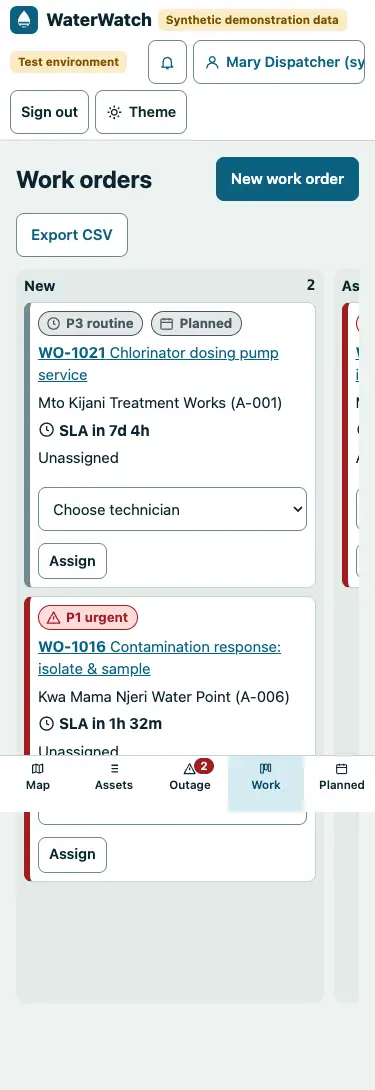 WaterWatch
Synthetic demonstration data
Test environment
Mary Dispatcher (sy
Sign out
Theme
Work orders
New work order
Export CSV
New
2
P3 routine
Planned
WO-1021 Chlorinator dosing pump
service
Mto Kijani Treatment Works (A-001)
SLA in 7d 4h
Unassigned
Choose technician
Assign
P1 urgent
WO-1016 Contamination response:
isolate & sample
Kwa Mama Njeri Water Point (A-006)
SLA in 1h 32m
Unassigned
Map
Assets
2
Outage
Work
Planned
Assign
As